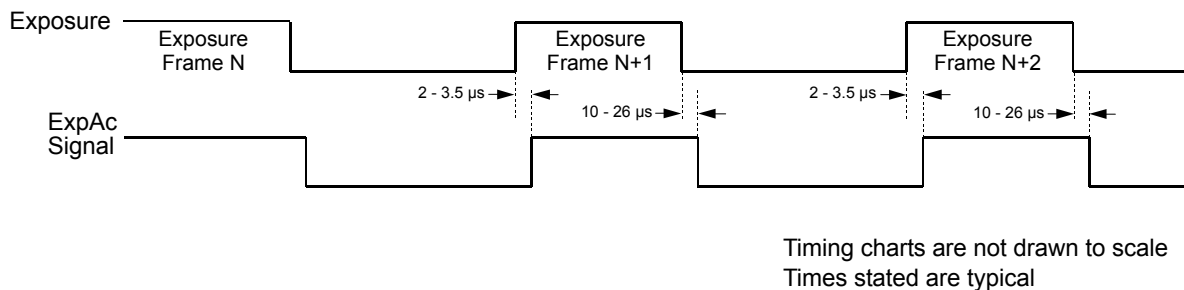 Exposure
Exposure
Frame N
Exposure
Frame N+1
Exposure
Frame N+2
2 - 3.5 µs
10 - 26 µs
2 - 3.5 µs
10 - 26 µs
ExpAc
Signal
Timing charts are not drawn to scale
Times stated are typical